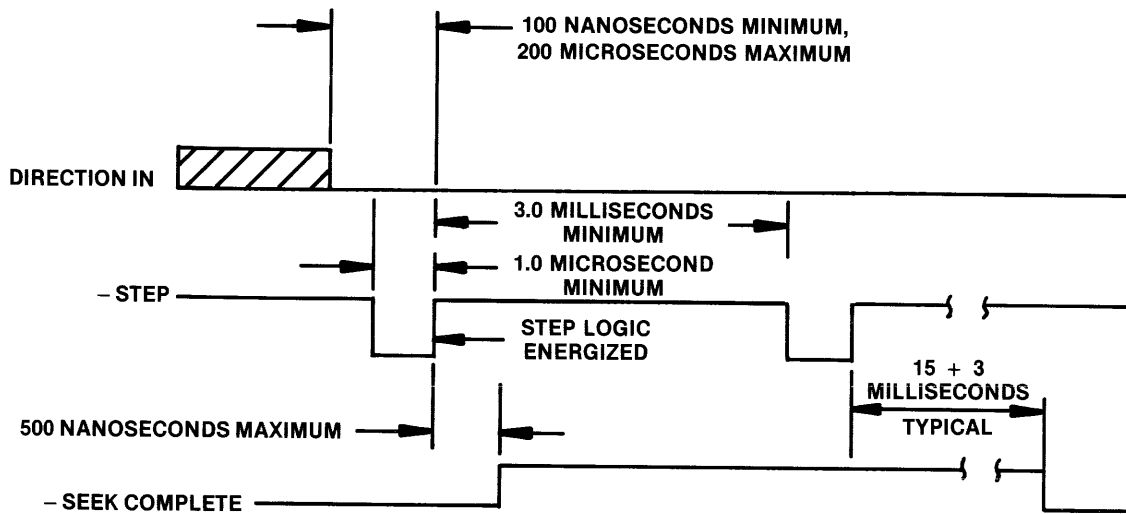 100 NANOSECONDS MINIMUM,
200 MICROSECONDS MAXIMUM
DIRECTION IN
3.0 MILLISECONDS
MINIMUM
1.0 MICROSECOND
MINIMUM
– STEP
STEP LOGIC
ENERGIZED
15 + 3
MILLISECONDS
TYPICAL
500 NANOSECONDS MAXIMUM
– SEEK COMPLETE